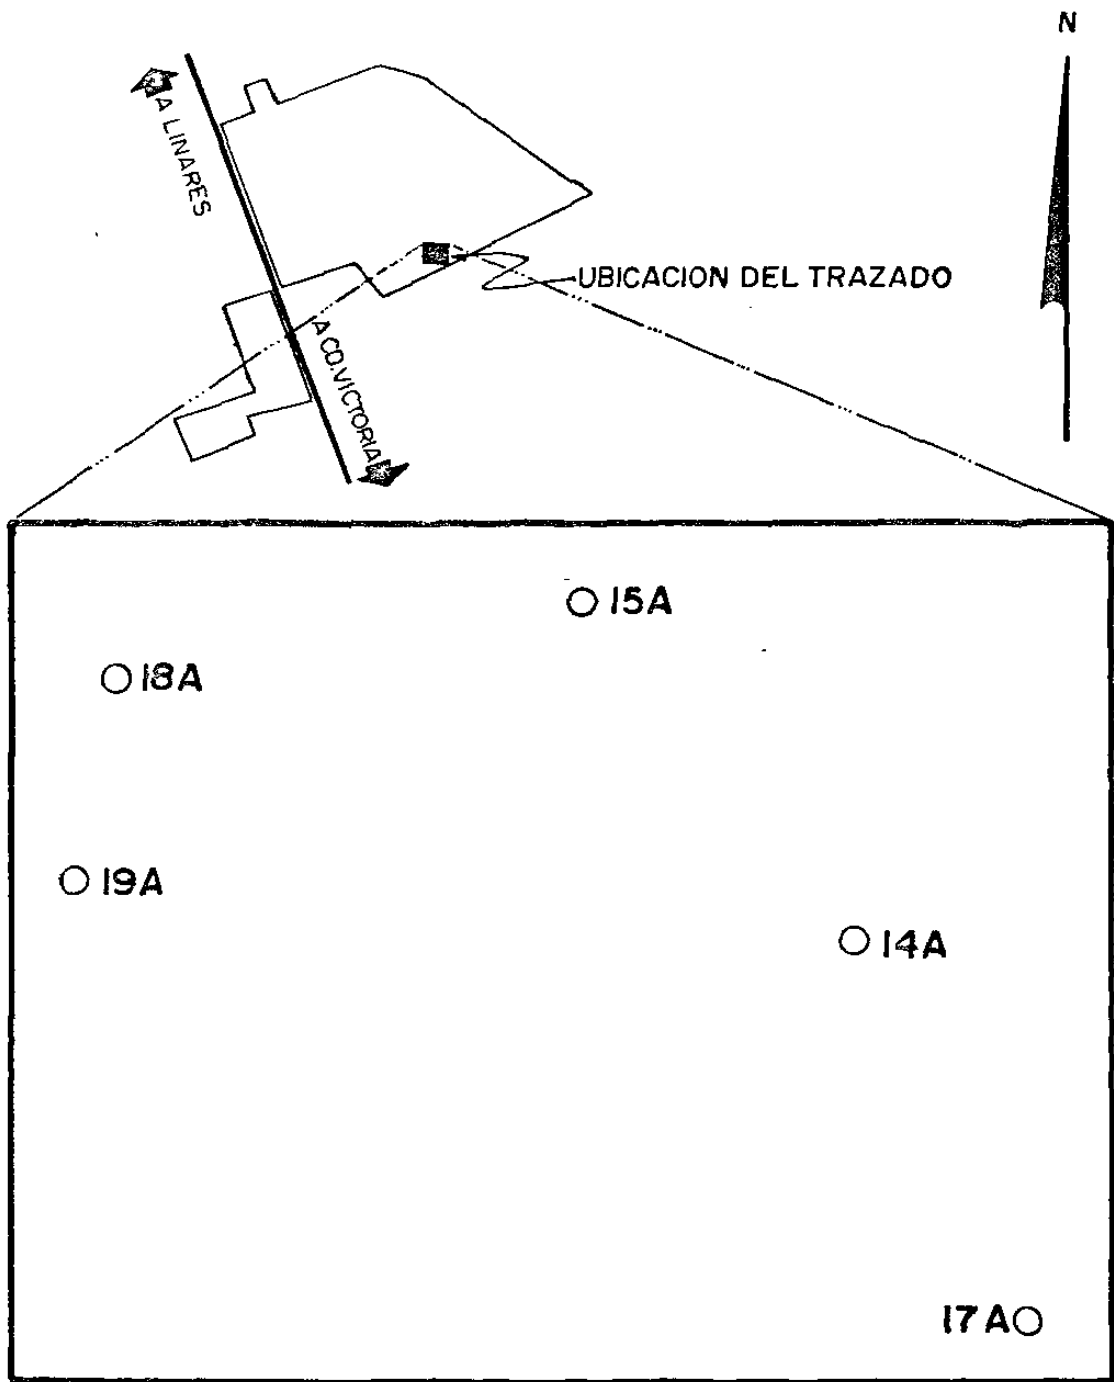 N
A LINARES
UBICACION DEL TRAZADO
A CD.VICTORIA
15A
18A
19A
14A
17A